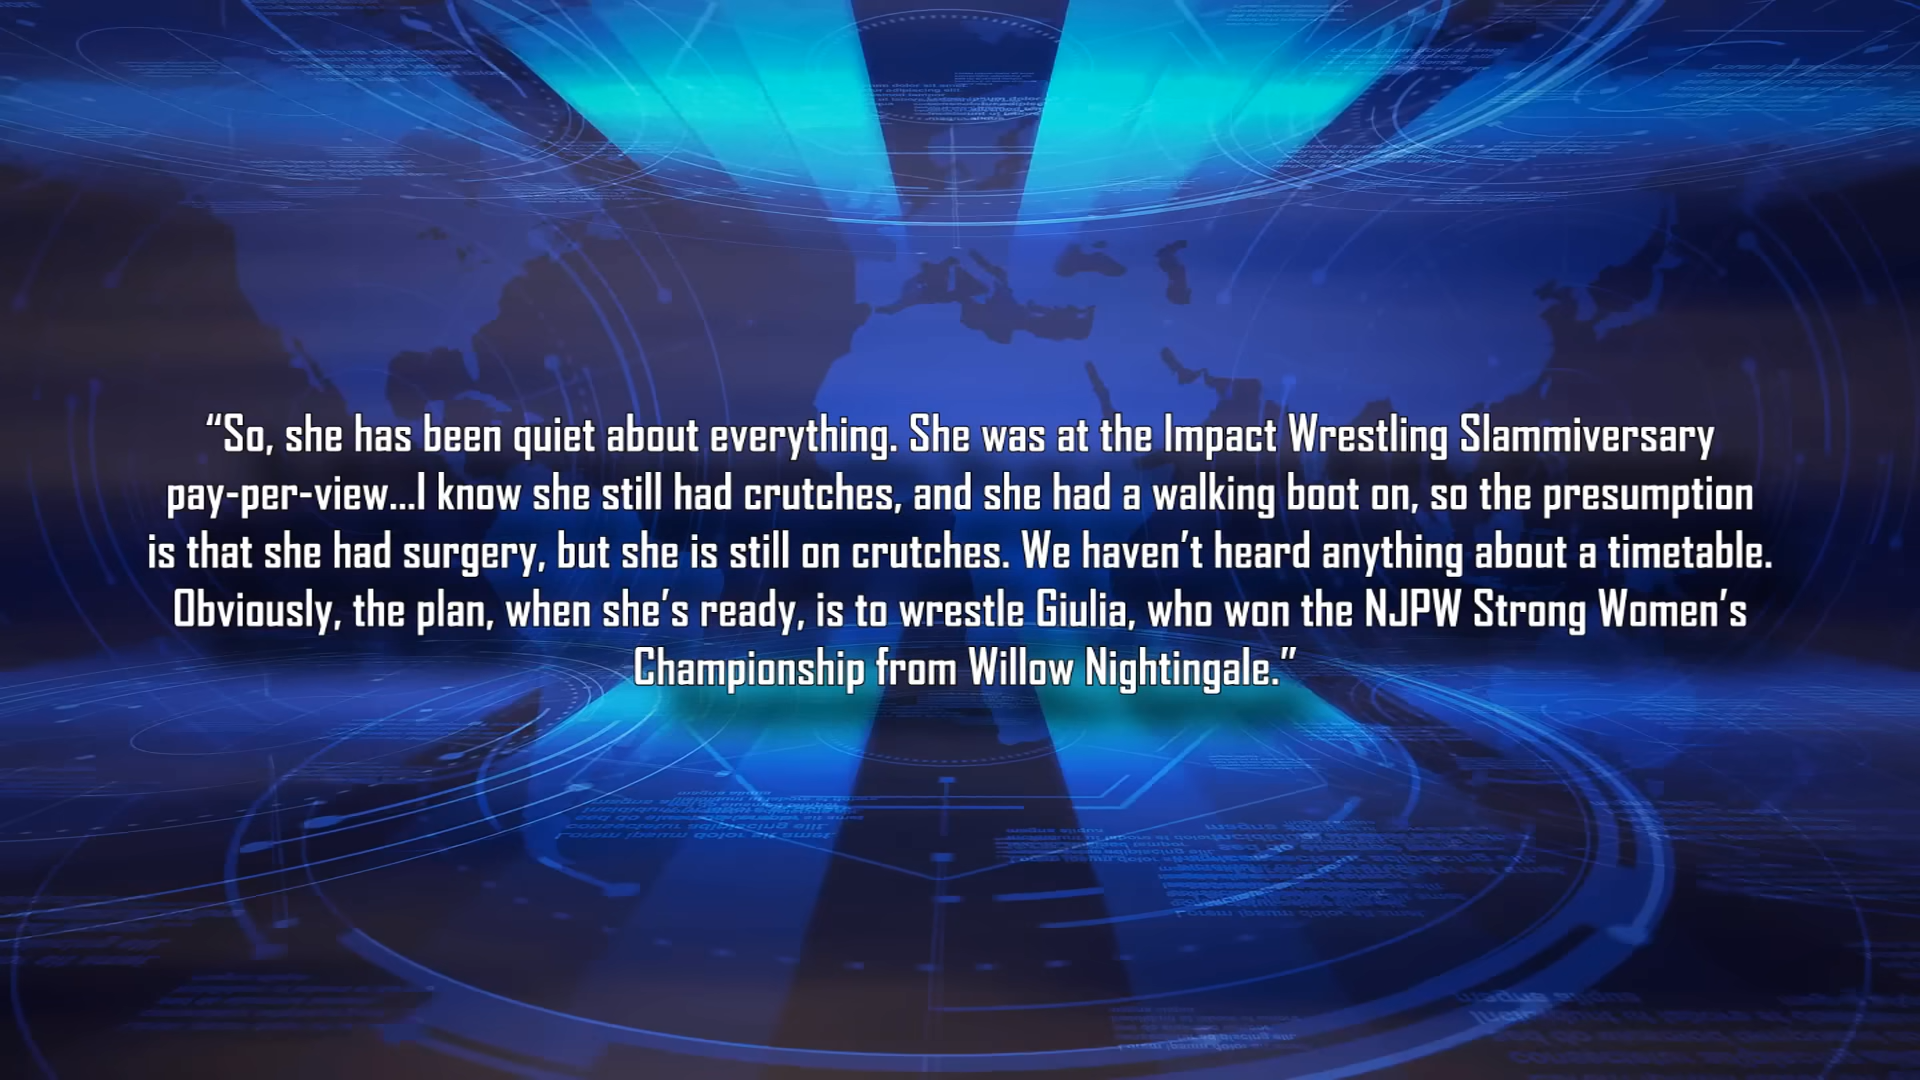 “So, she has been quiet about everything. She was at the Impact Wrestling Slammiversary
pay-per-view...I know she still had crutches, and she had a walking boot on, so the presumption
is that she had surgery, but she is still on crutches. We haven’t heard anything about a timetable.
Obviously, the plan, when she’s ready, is to wrestle Giulia, who won the NJPW Strong Women’s
Championship from Willow Nightingale.”